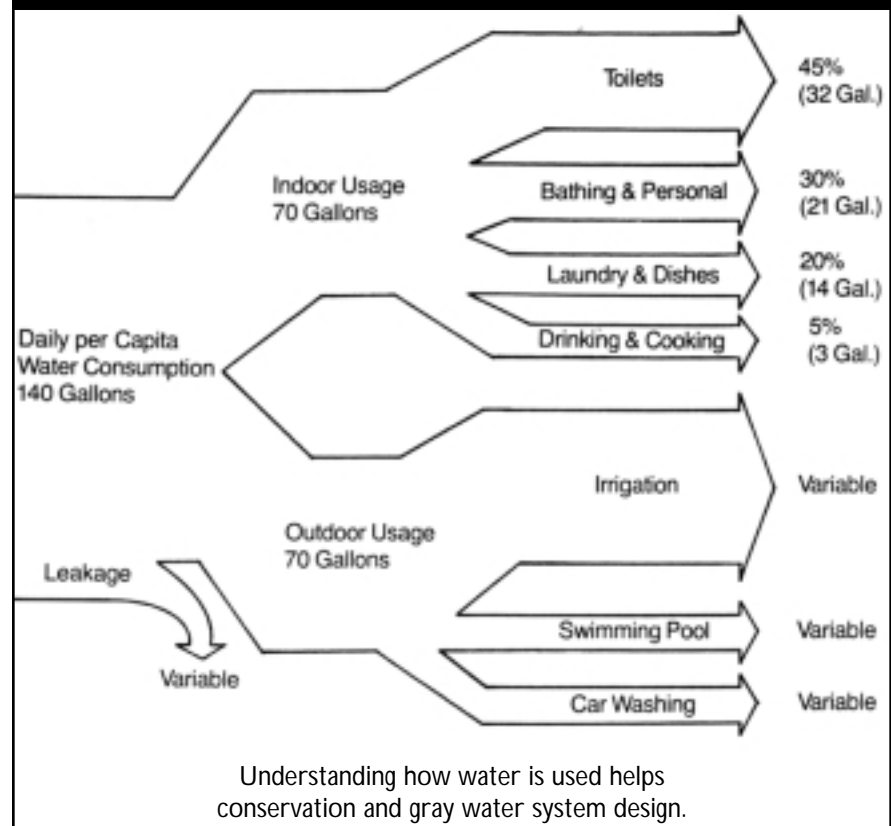 Toilets
45%
(32 Gal.)
Indoor Usage
70 Gallons
Bathing & Personal
30%
(21 Gal.)
Laundry & Dishes
20%
(14 Gal.)
Drinking & Cooking
5%
(3 Gal.)
Daily per Capita
Water Consumption
140 Gallons
Irrigation
Variable
Outdoor Usage
70 Gallons
Leakage
Variable
Swimming Pool
Variable
Car Washing
Variable
Understanding how water is used helps
conservation and gray water system design.